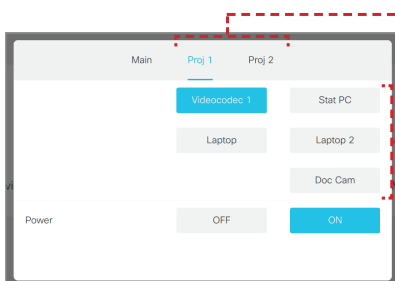 Main Proj 1 Proj 2
Videocodec 1 Stat PC
Laptop Laptop 2
Doc Cam
Power OFF ON